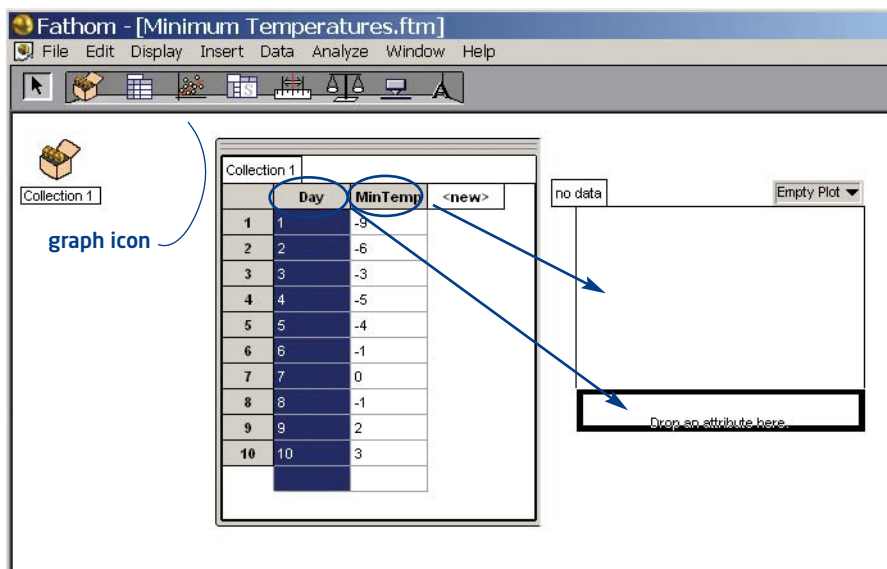 Fathom - [Minimum Temperatures.ftm]
File Edit Display Insert Data Analyze Window Help
Collection 1
graph icon
Collection 1
Day MinTemp <new>
1 1 -9
2 2 -6
3 3 -3
4 4 -5
5 5 -4
6 6 -1
7 7 0
8 8 -1
9 9 2
10 10 3
no data Empty Plot
Drop an attribute here.